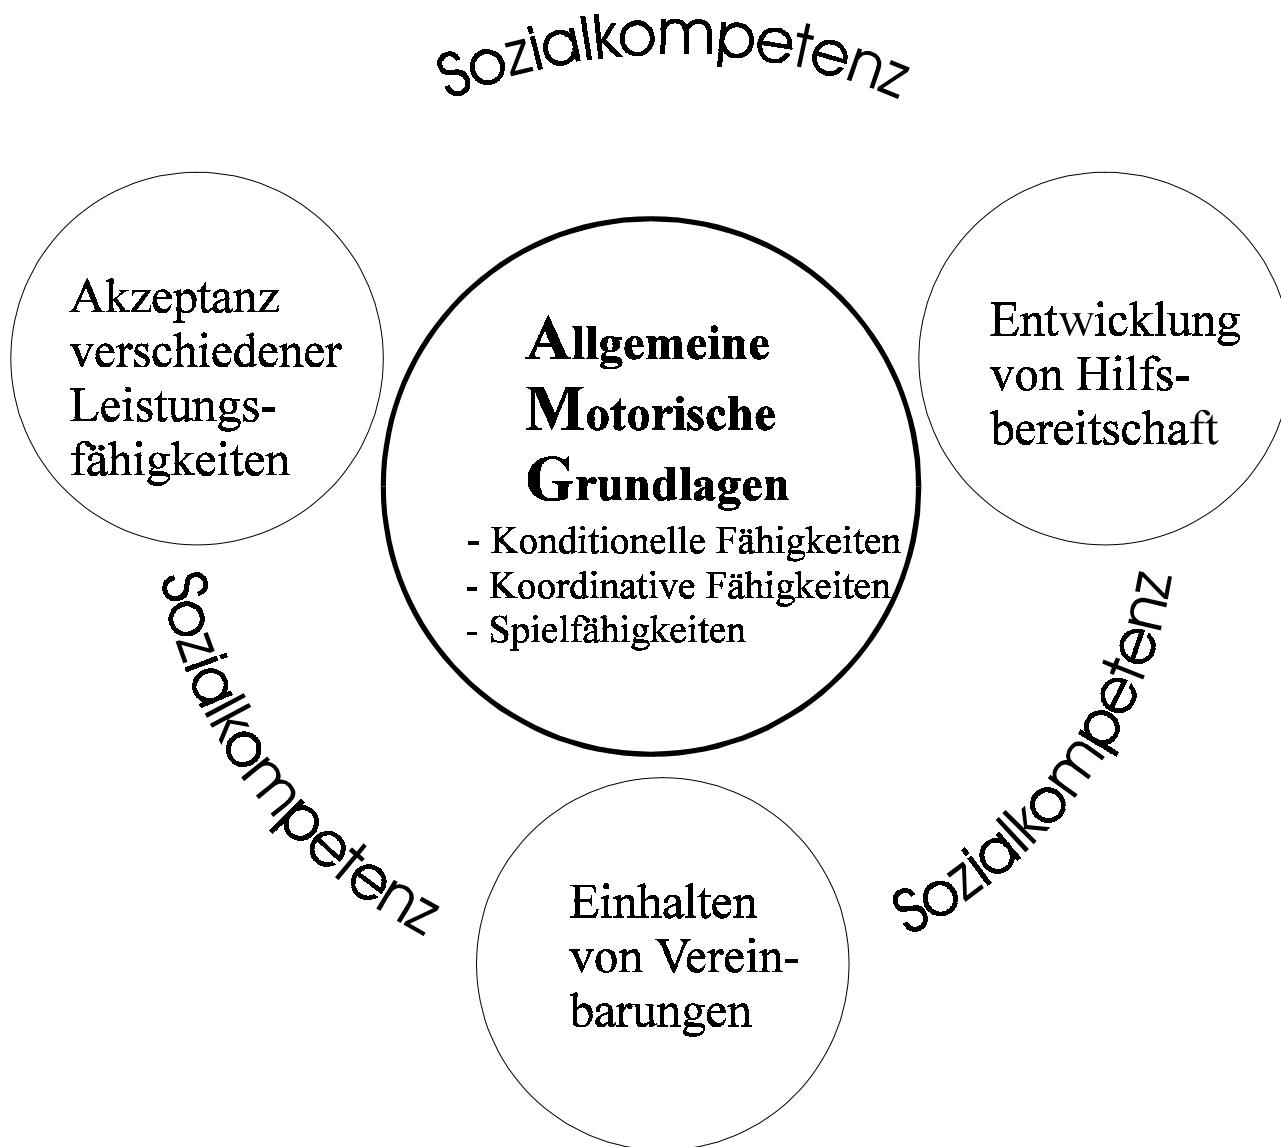 Sozialkompetenz
Akzeptanz
verschiedener
Leistungs-
fähigkeiten
Allgemeine
Motorische
Grundlagen
- Konditionelle Fähigkeiten
- Koordinative Fähigkeiten
- Spielfähigkeiten
Entwicklung
von Hilfs-
bereitschaft
Sozialkompetenz
Sozialkompetenz
Einhalten
von Verein-
barungen